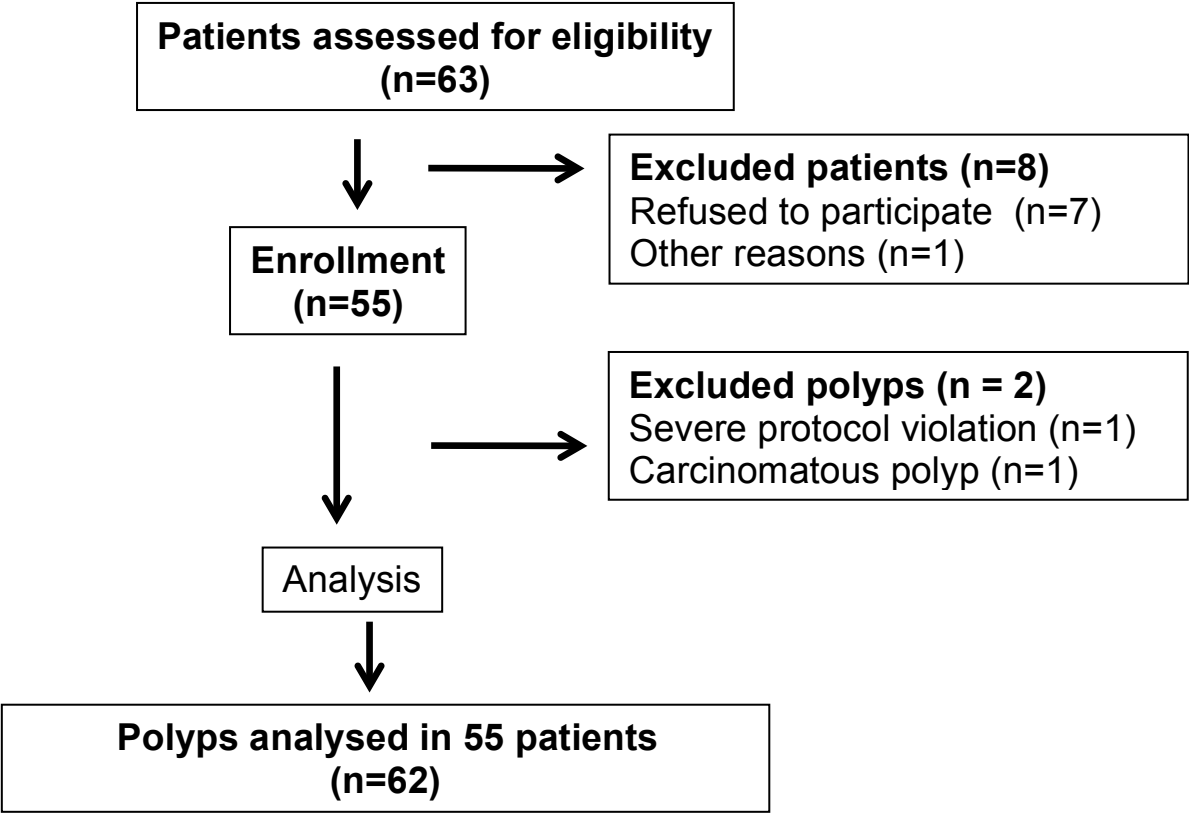 Patients assessed for eligibility
(n=63)
Excluded patients (n=8)
Refused to participate  (n=7)
Other reasons (n=1)
Enrollment
(n=55)
Excluded polyps (n = 2)
Severe protocol violation (n=1)
Carcinomatous polyp (n=1)
Analysis
Polyps analysed in 55 patients
(n=62)